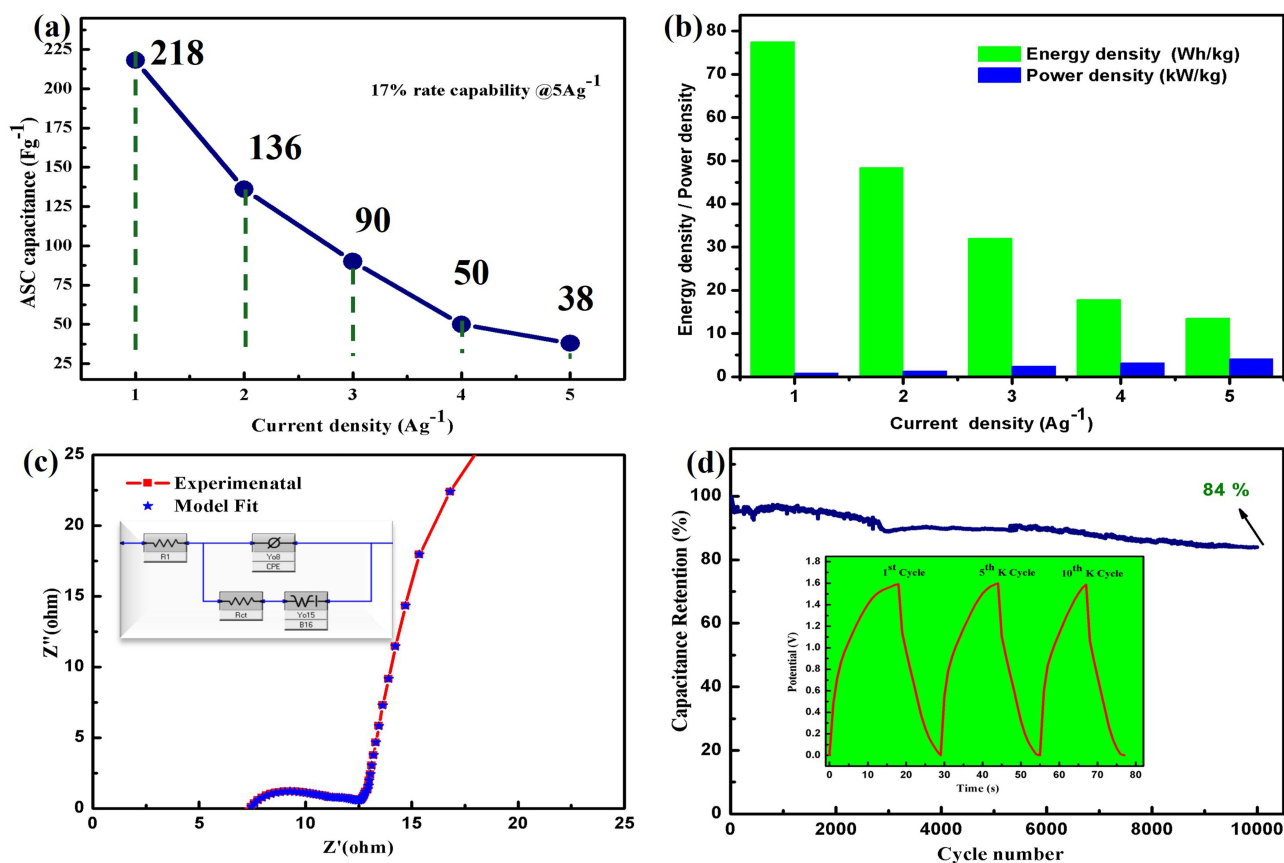 (a)
ASC capacitance (Fg⁻¹)
225
200
175
150
125
100
75
50
25
218
136
90
50
38
17% rate capability @5Ag⁻¹
1 2 3 4 5
Current density (Ag⁻¹)
(b)
Energy density / Power density
80
70
60
50
40
30
20
10
0
Energy density (Wh/kg)
Power density (kW/kg)
1 2 3 4 5
Current density (Ag⁻¹)
(c)
Z''(ohm)
25
20
15
10
5
0
Experimenatal
Model Fit
R1
Yo8
CPE
Rct
Yo15
B16
0 5 10 15 20 25
Z'(ohm)
(d)
Capacitance Retention (%)
100
80
60
40
20
0
84 %
1st Cycle 5th K Cycle 10th K Cycle
Potential (V)
1.8
1.6
1.4
1.2
1.0
0.8
0.6
0.4
0.2
0.0
0 10 20 30 40 50 60 70 80
Time (s)
0 2000 4000 6000 8000 10000
Cycle number